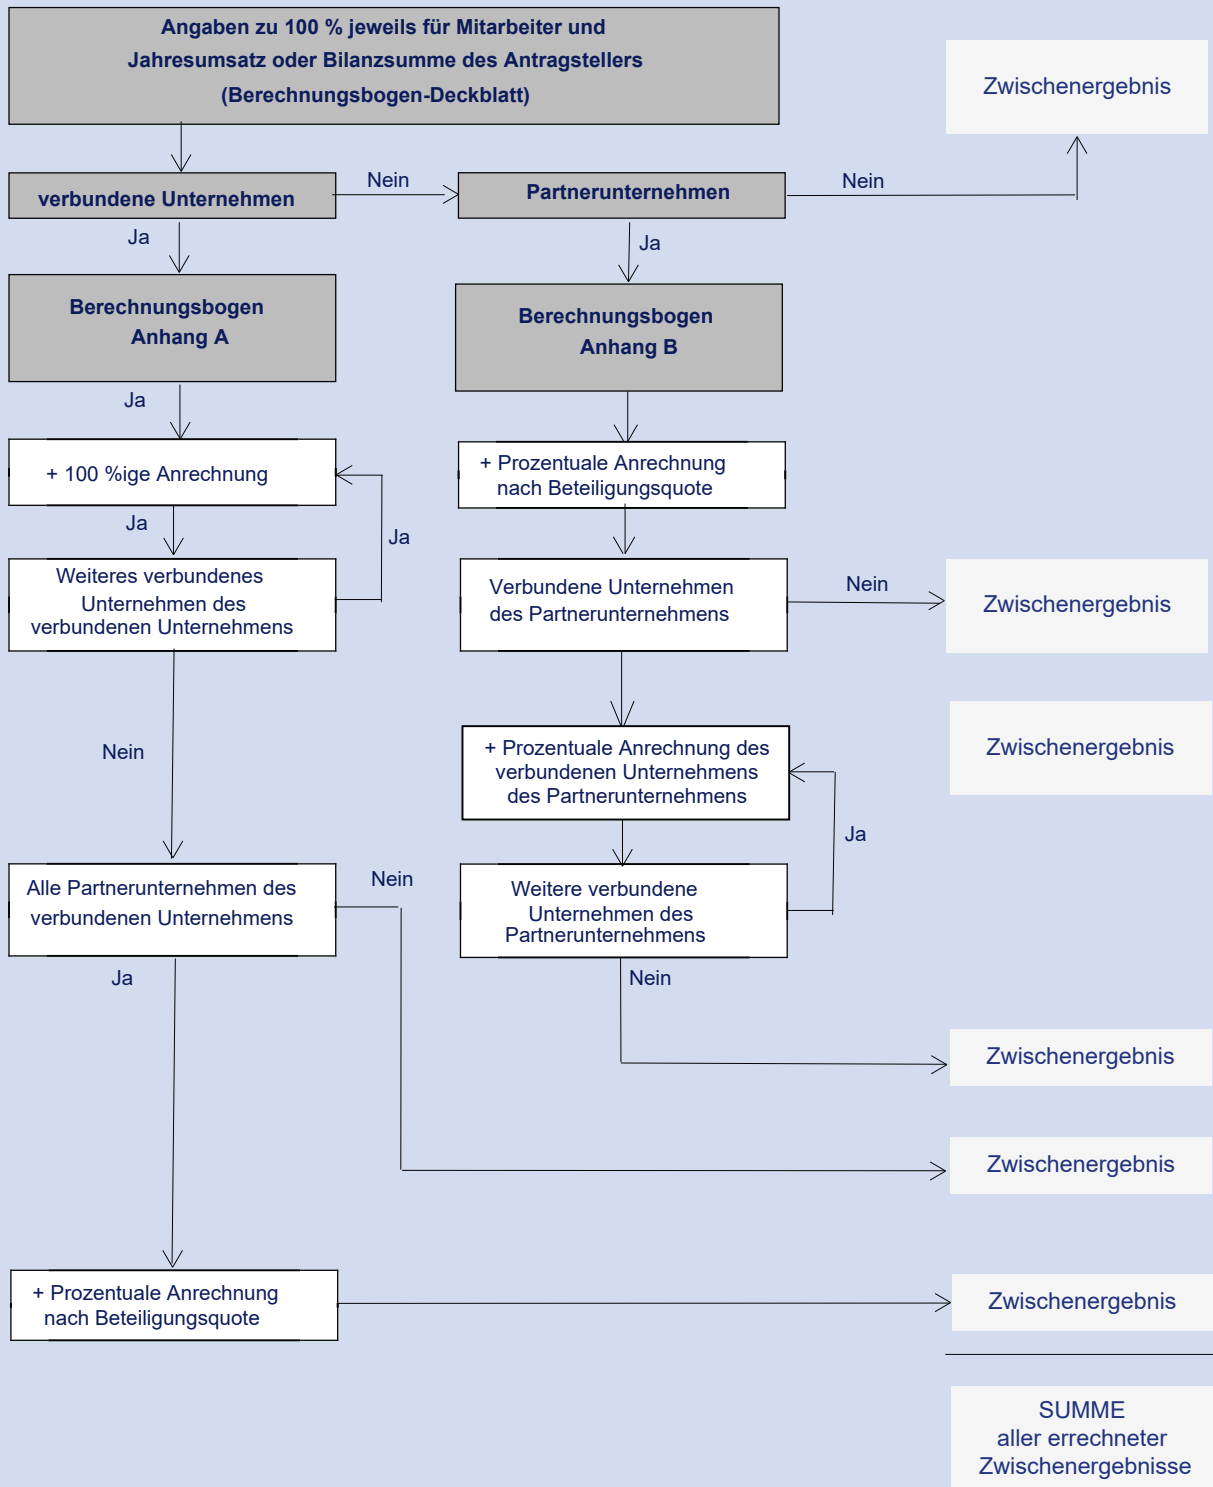 Angaben zu 100 % jeweils für Mitarbeiter und
Jahresumsatz oder Bilanzsumme des Antragstellers
(Berechnungsbogen-Deckblatt)
Zwischenergebnis
verbundene Unternehmen
Nein
Partnerunternehmen
Nein
Ja
Ja
Berechnungsbogen
Anhang A
Berechnungsbogen
Anhang B
Ja
+ 100 %ige Anrechnung
+ Prozentuale Anrechnung
nach Beteiligungsquote
Ja
Ja
Weiteres verbundenes
Unternehmen des
verbundenen Unternehmens
Verbundene Unternehmen
des Partnerunternehmens
Nein
Zwischenergebnis
Nein
+ Prozentuale Anrechnung des
verbundenen Unternehmens
des Partnerunternehmens
Zwischenergebnis
Ja
Alle Partnerunternehmen des
verbundenen Unternehmens
Nein
Weitere verbundene
Unternehmen des
Partnerunternehmens
Ja
Nein
Zwischenergebnis
Zwischenergebnis
+ Prozentuale Anrechnung
nach Beteiligungsquote
Zwischenergebnis
SUMME
aller errechneter
Zwischenergebnisse